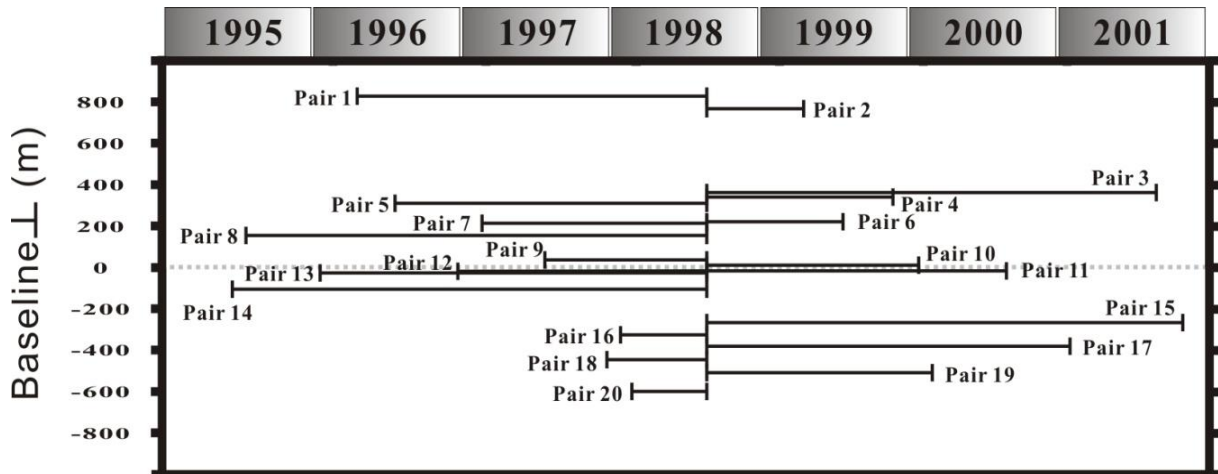 1995 1996 1997 1998 1999 2000 2001
Baseline⊥ (m)
800
600
400
200
0
-200
-400
-600
-800
Pair 1
Pair 2
Pair 3
Pair 4
Pair 5
Pair 6
Pair 7
Pair 8
Pair 9
Pair 10
Pair 11
Pair 12
Pair 13
Pair 14
Pair 15
Pair 16
Pair 17
Pair 18
Pair 19
Pair 20